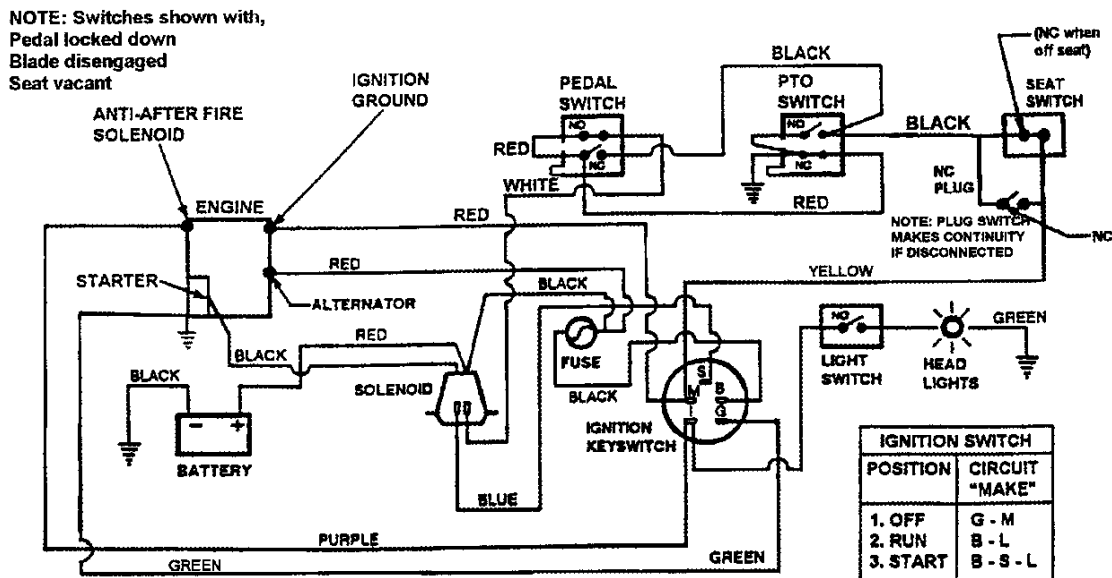 NOTE: Switches shown with,
Pedal locked down
Blade disengaged
Seat vacant
ANTI-AFTER FIRE
SOLENOID
IGNITION
GROUND
PEDAL
SWITCH
BLACK
PTO
SWITCH
(NC when
off seat)
SEAT
SWITCH
NO
NC
RED
WHITE
NO
NC
BLACK
RED
NC
PLUG
NOTE: PLUG SWITCH
MAKES CONTINUITY
IF DISCONNECTED
NC
ENGINE
RED
RED
STARTER
ALTERNATOR
BLACK
YELLOW
RED
BLACK
FUSE
BLACK
SOLENOID
BLACK
BATTERY
- +
NO
LIGHT
SWITCH
HEAD
LIGHTS
GREEN
S
M
B
G
IGNITION
KEYSWITCH
BLUE
PURPLE
GREEN
GREEN
IGNITION SWITCH
POSITION CIRCUIT
"MAKE"
1. OFF G - M
2. RUN B - L
3. START B - S - L